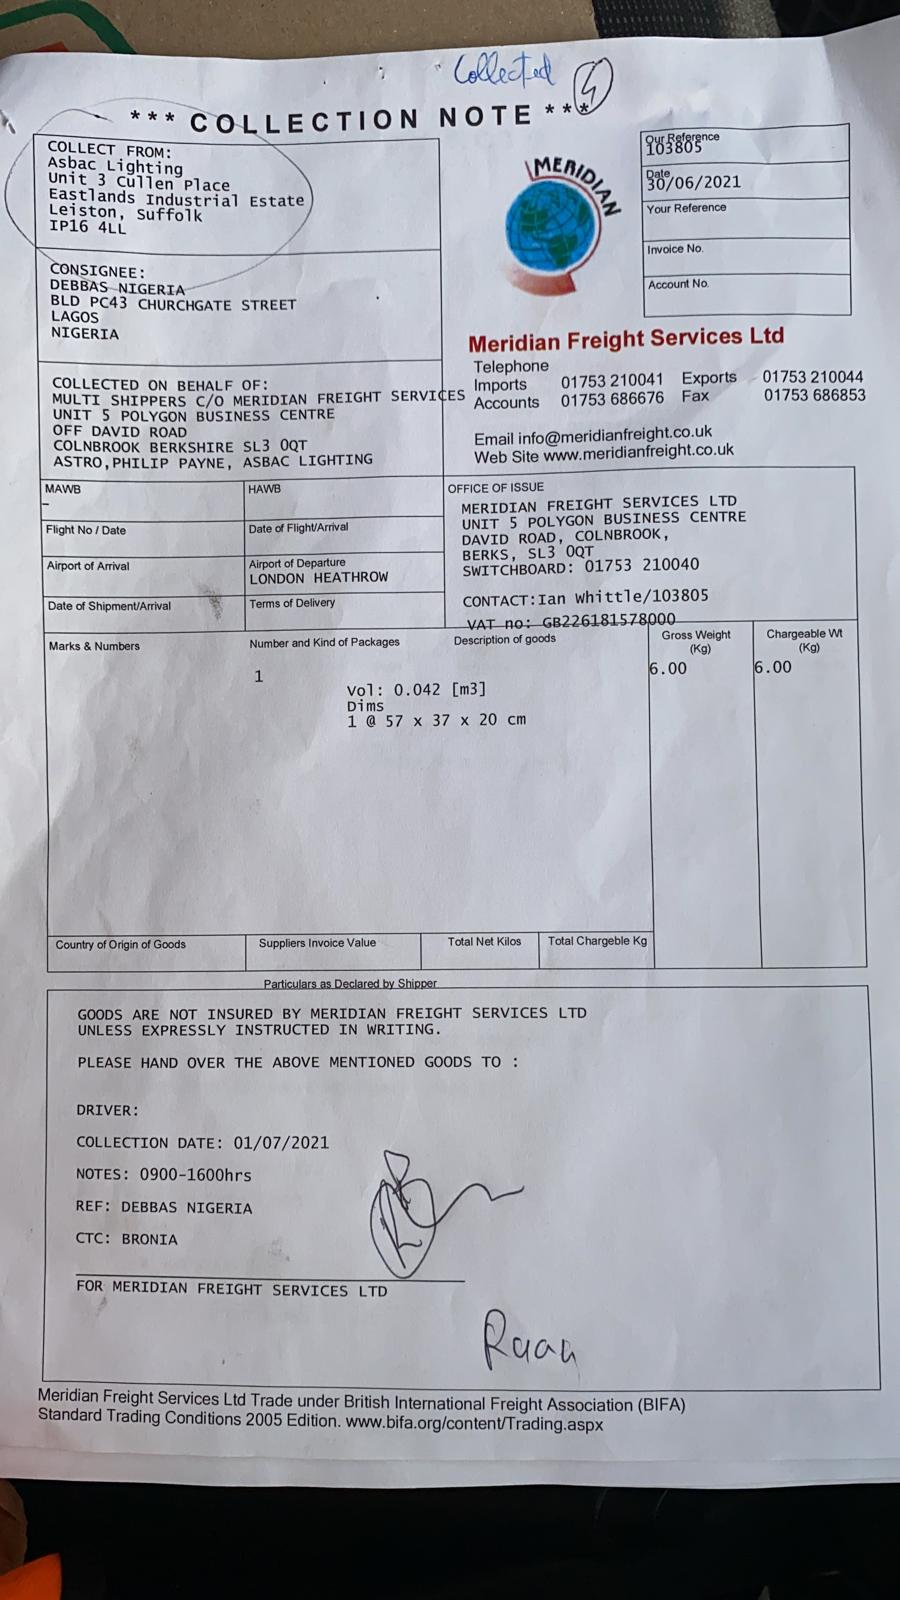 Collected 4
*** COLLECTION NOTE ***
COLLECT FROM:
Asbac Lighting
Unit 3 Cullen Place
Eastlands Industrial Estate
Leiston, Suffolk
IP16 4LL
MERIDIAN
Our Reference
103805
Date
30/06/2021
Your Reference
Invoice No.
Account No.
CONSIGNEE:
DEBBAS NIGERIA
BLD PC43 CHURCHGATE STREET
LAGOS
NIGERIA
Meridian Freight Services Ltd
Telephone
Imports 01753 210041 Exports 01753 210044
Accounts 01753 686676 Fax 01753 686853
Email info@meridianfreight.co.uk
Web Site www.meridianfreight.co.uk
COLLECTED ON BEHALF OF:
MULTI SHIPPERS C/O MERIDIAN FREIGHT SERVICES
UNIT 5 POLYGON BUSINESS CENTRE
OFF DAVID ROAD
COLNBROOK BERKSHIRE SL3 0QT
ASTRO,PHILIP PAYNE, ASBAC LIGHTING
MAWB
-
HAWB
Flight No / Date
Date of Flight/Arrival
Airport of Arrival
Airport of Departure
LONDON HEATHROW
Date of Shipment/Arrival
Terms of Delivery
OFFICE OF ISSUE
MERIDIAN FREIGHT SERVICES LTD
UNIT 5 POLYGON BUSINESS CENTRE
DAVID ROAD, COLNBROOK,
BERKS, SL3 0QT
SWITCHBOARD: 01753 210040
CONTACT:Ian Whittle/103805
VAT no: GB226181578000
Marks & Numbers
Number and Kind of Packages
Description of goods
Gross Weight
(Kg)
Chargeable Wt
(Kg)
1
6.00
6.00
Vol: 0.042 [m3]
Dims
1 @ 57 x 37 x 20 cm
Country of Origin of Goods
Suppliers Invoice Value
Total Net Kilos
Total Chargeble Kg
Particulars as Declared by Shipper
GOODS ARE NOT INSURED BY MERIDIAN FREIGHT SERVICES LTD
UNLESS EXPRESSLY INSTRUCTED IN WRITING.
PLEASE HAND OVER THE ABOVE MENTIONED GOODS TO :
DRIVER:
COLLECTION DATE: 01/07/2021
NOTES: 0900-1600hrs
REF: DEBBAS NIGERIA
CTC: BRONIA
FOR MERIDIAN FREIGHT SERVICES LTD
Meridian Freight Services Ltd Trade under British International Freight Association (BIFA)
Standard Trading Conditions 2005 Edition. www.bifa.org/content/Trading.aspx